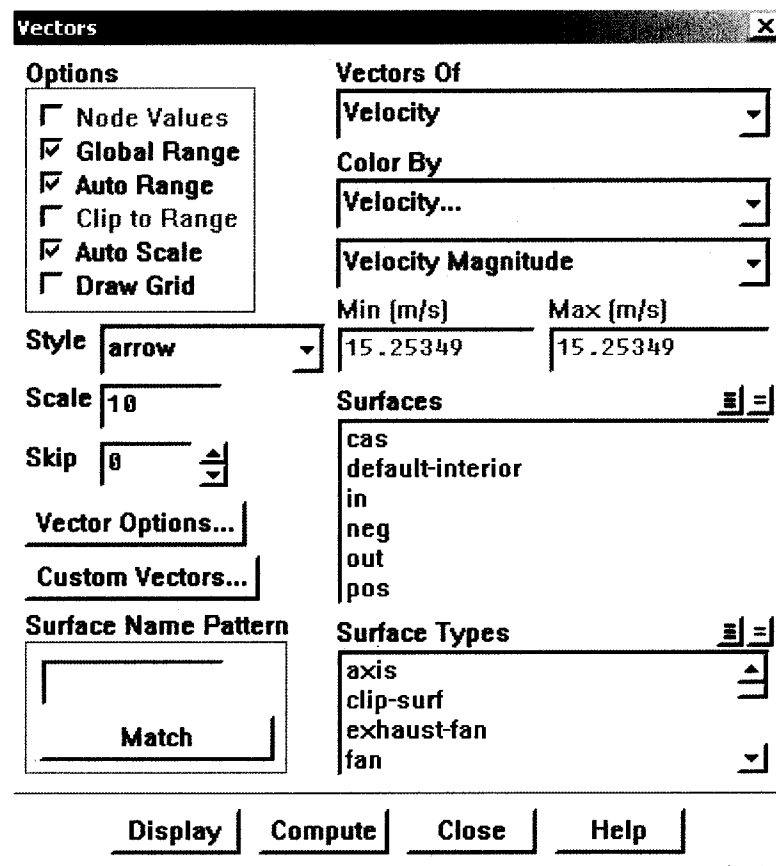 Vectors
Options
Node Values
Global Range
Auto Range
Clip to Range
Auto Scale
Draw Grid
Style arrow
Scale 10
Skip 0
Vector Options...
Custom Vectors...
Surface Name Pattern
Match
Vectors Of
Velocity
Color By
Velocity...
Velocity Magnitude
Min (m/s) Max (m/s)
15.25349 15.25349
Surfaces
cas
default-interior
in
neg
out
pos
Surface Types
axis
clip-surf
exhaust-fan
fan
Display Compute Close Help